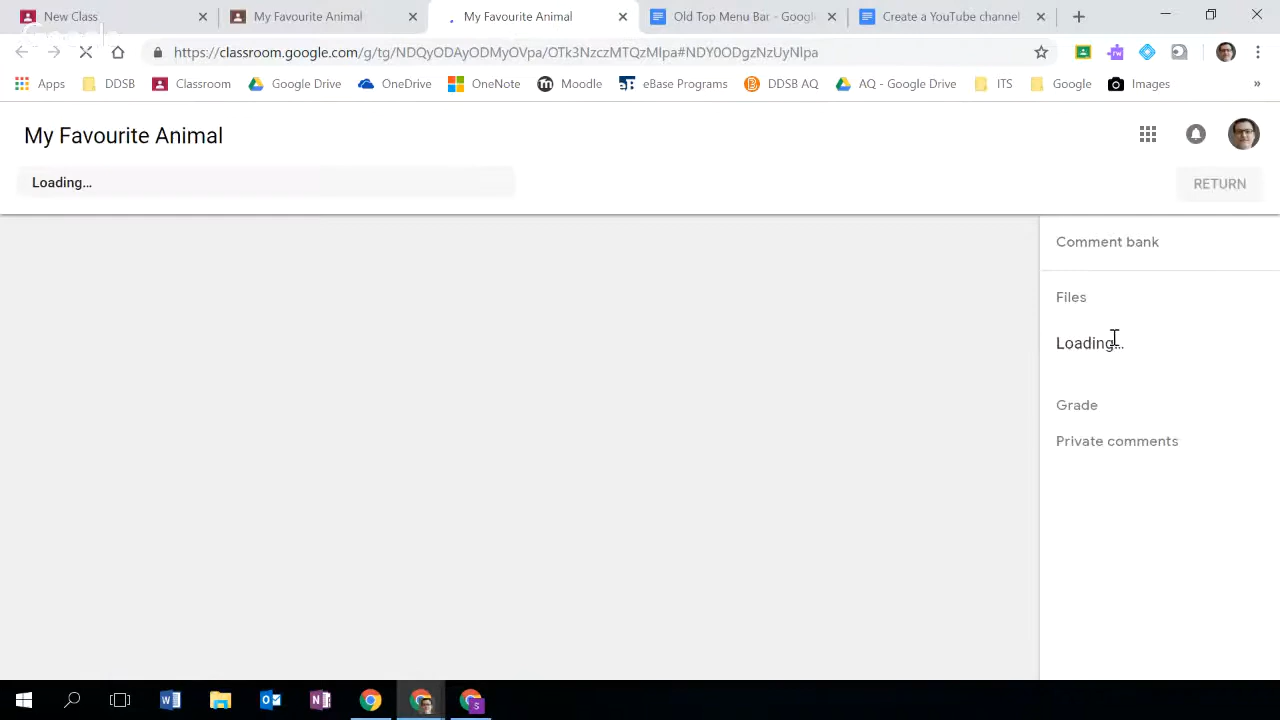 New Class
My Favourite Animal
My Favourite Animal
Old Top Menu Bar - Googl
Create a YouTube channel
https://classroom.google.com/g/tg/NDQyODAyODMyOVpa/OTk3NzczMTQzMlpa#NDY0ODgzNzUyNlpa
Apps
DDSB
Classroom
Google Drive
OneDrive
OneNote
Moodle
eBase Programs
DDSB AQ
AQ - Google Drive
ITS
Google
Images
»
My Favourite Animal
Loading...
RETURN
Comment bank
Files
Loading...
Grade
Private comments